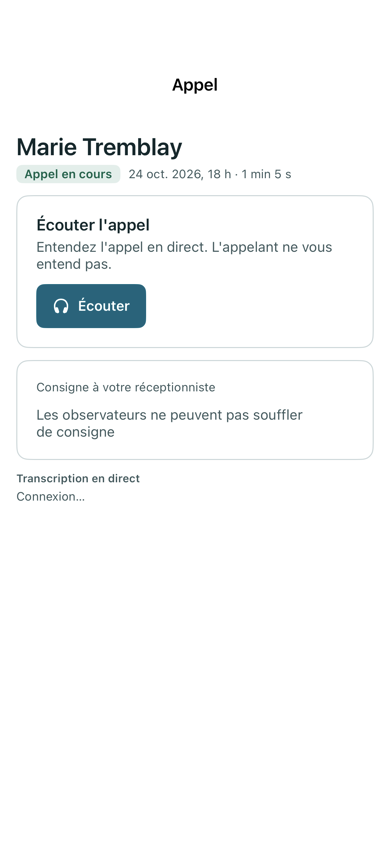 Appel
Marie Tremblay
Appel en cours 24 oct. 2026, 18 h · 1 min 5 s
Écouter l'appel
Entendez l'appel en direct. L'appelant ne vous
entend pas.
Écouter
Consigne à votre réceptionniste
Les observateurs ne peuvent pas souffler
de consigne
Transcription en direct
Connexion...